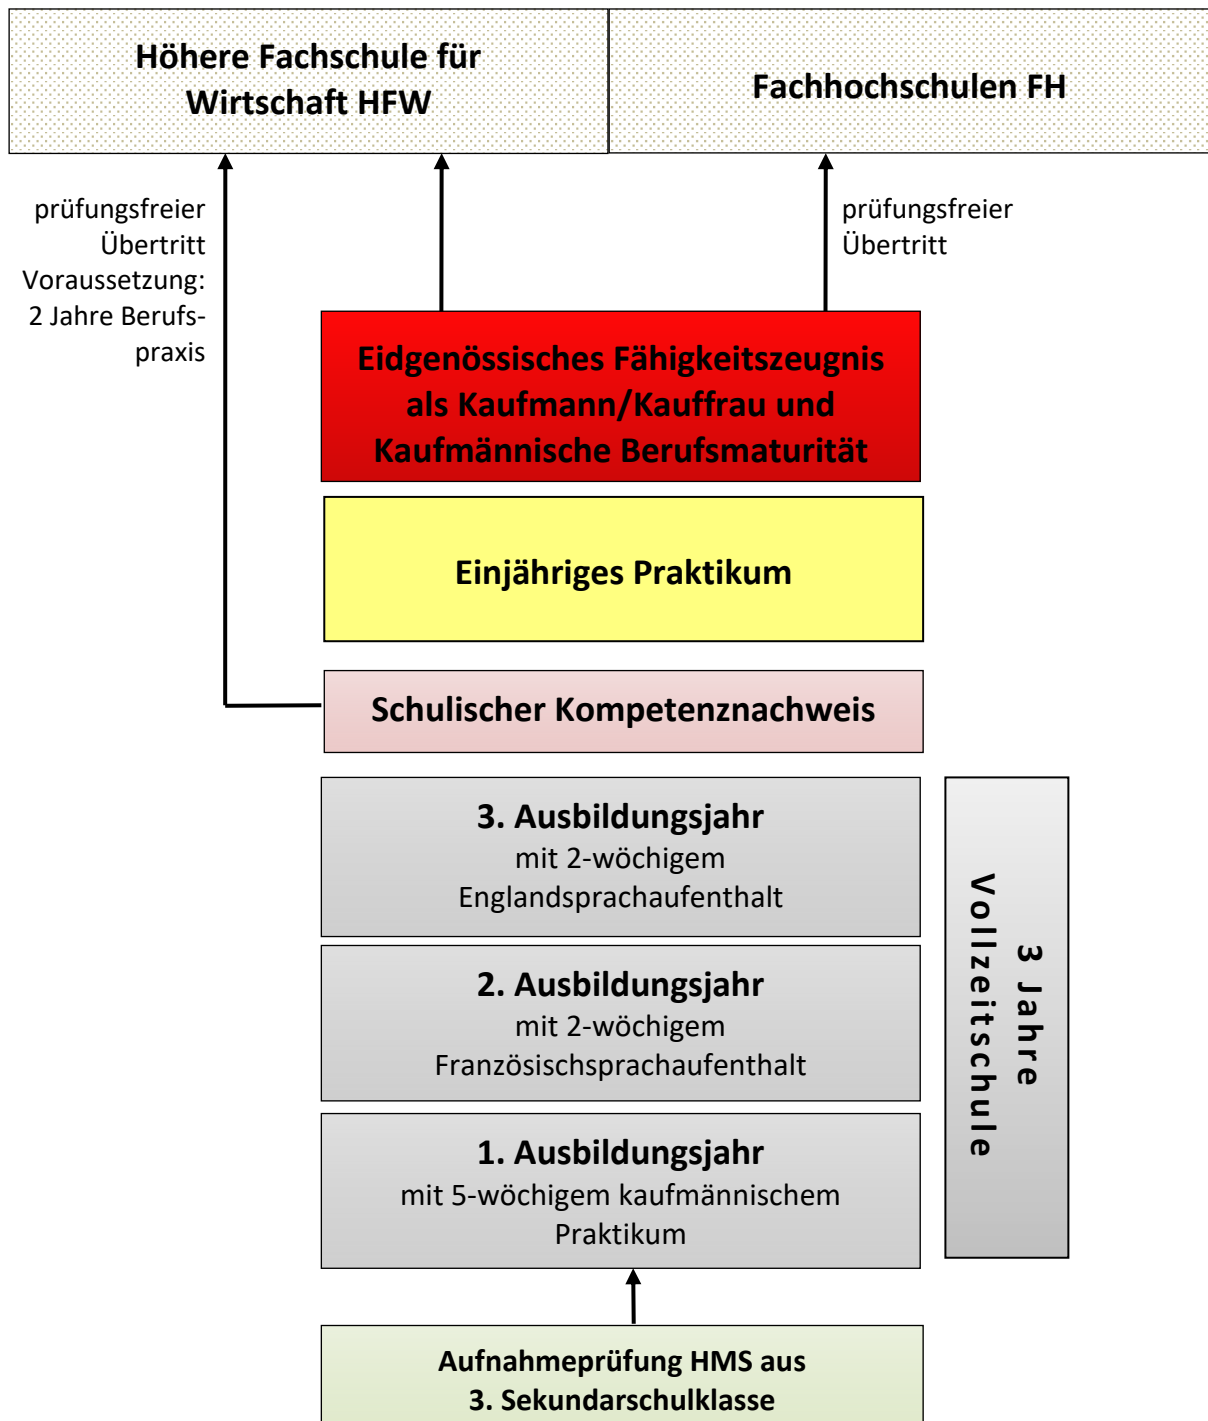 Höhere Fachschule für
Wirtschaft HFW
Fachhochschulen FH
prüfungsfreier
Übertritt
Voraussetzung:
2 Jahre Berufs-
praxis
prüfungsfreier
Übertritt
Eidgenössisches Fähigkeitszeugnis
als Kaufmann/Kauffrau und
Kaufmännische Berufsmaturität
Einjähriges Praktikum
Schulischer Kompetenznachweis
3. Ausbildungsjahr
mit 2-wöchigem
Englandsprachaufenthalt
2. Ausbildungsjahr
mit 2-wöchigem
Französischsprachaufenthalt
1. Ausbildungsjahr
mit 5-wöchigem kaufmännischem
Praktikum
3 Jahre
Vollzeitschule
Aufnahmeprüfung HMS aus
3. Sekundarschulklasse